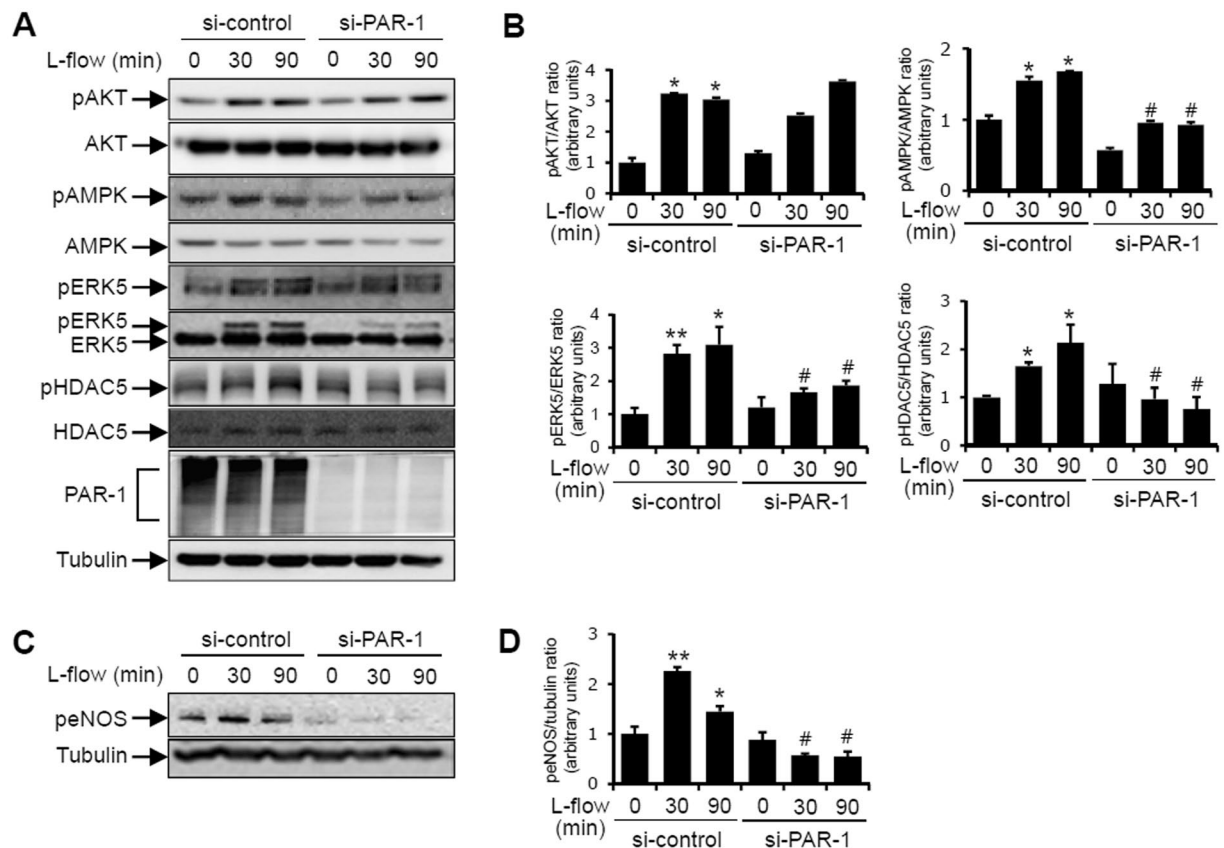 A
si-control si-PAR-1
L-flow (min) 0 30 90 0 30 90
pAKT
AKT
pAMPK
AMPK
pERK5
pERK5
ERK5
pHDAC5
HDAC5
PAR-1
Tubulin
B
pAKT/AKT ratio
(arbitrary units)
4
3
2
1
0
* *
L-flow 0 30 90 0 30 90
(min)
si-control si-PAR-1
pAMPK/AMPK ratio
(arbitrary units)
2
1
0
* * # #
L-flow 0 30 90 0 30 90
(min)
si-control si-PAR-1
pERK5/ERK5 ratio
(arbitrary units)
4
3
2
1
0
** * # #
L-flow 0 30 90 0 30 90
(min)
si-control si-PAR-1
pHDAC5/HDAC5 ratio
(arbitrary units)
3
2
1
0
* * # #
L-flow 0 30 90 0 30 90
(min)
si-control si-PAR-1
C
si-control si-PAR-1
L-flow (min) 0 30 90 0 30 90
peNOS
Tubulin
D
peNOS/tubulin ratio
(arbitrary units)
3
2
1
0
** * # #
L-flow 0 30 90 0 30 90
(min)
si-control si-PAR-1